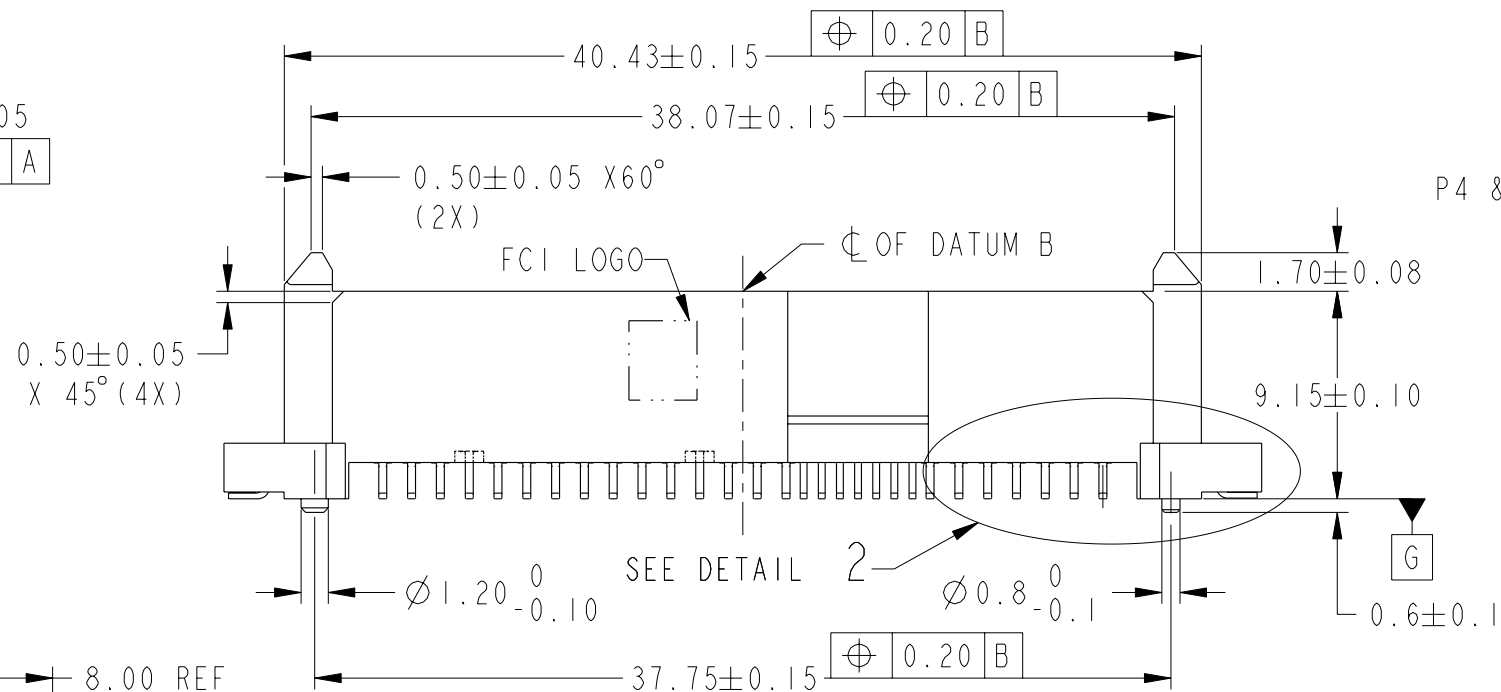 ⌖ 0.20 B
40.43±0.15
⌖ 0.20 B
38.07±0.15
05
A
0.50±0.05 X60°
(2X)
P4 &
FCI LOGO
℄ OF DATUM B
1.70±0.08
0.50±0.05
X 45°(4X)
9.15±0.10
SEE DETAIL 2
G
Ø1.20 0 -0.10
Ø0.8 0 -0.1
0.6±0.1
⌖ 0.20 B
8.00 REF
37.75±0.15